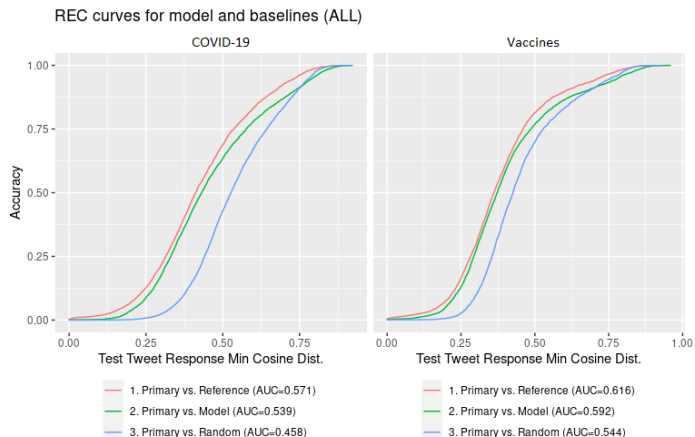 REC curves for model and baselines (ALL)
COVID-19
Vaccines
Accuracy
1.00
0.75
0.50
0.25
0.00
0.00 0.25 0.50 0.75
0.00 0.25 0.50 0.75 1.00
Test Tweet Response Min Cosine Dist.
Test Tweet Response Min Cosine Dist.
1. Primary vs. Reference (AUC=0.571)
2. Primary vs. Model (AUC=0.539)
3. Primary vs. Random (AUC=0.458)
1. Primary vs. Reference (AUC=0.616)
2. Primary vs. Model (AUC=0.592)
3. Primary vs. Random (AUC=0.544)